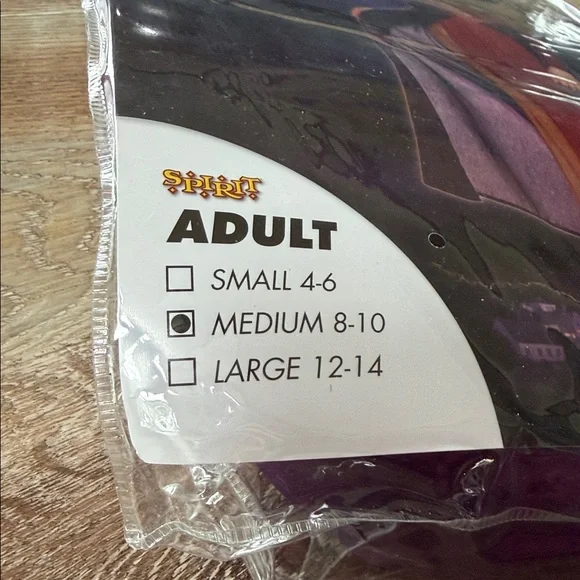 SPIRIT
ADULT
SMALL 4-6
MEDIUM 8-10
LARGE 12-14